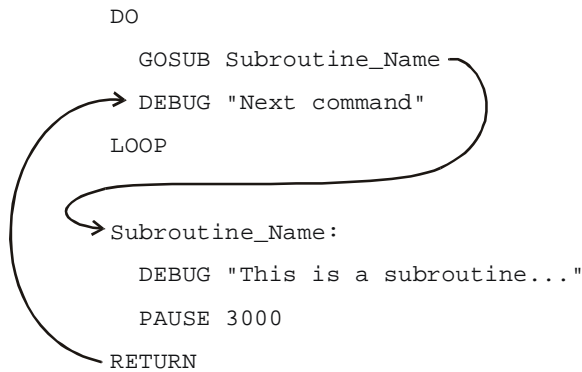 DO
GOSUB Subroutine_Name
DEBUG "Next command"
LOOP
Subroutine_Name:
DEBUG "This is a subroutine..."
PAUSE 3000
RETURN